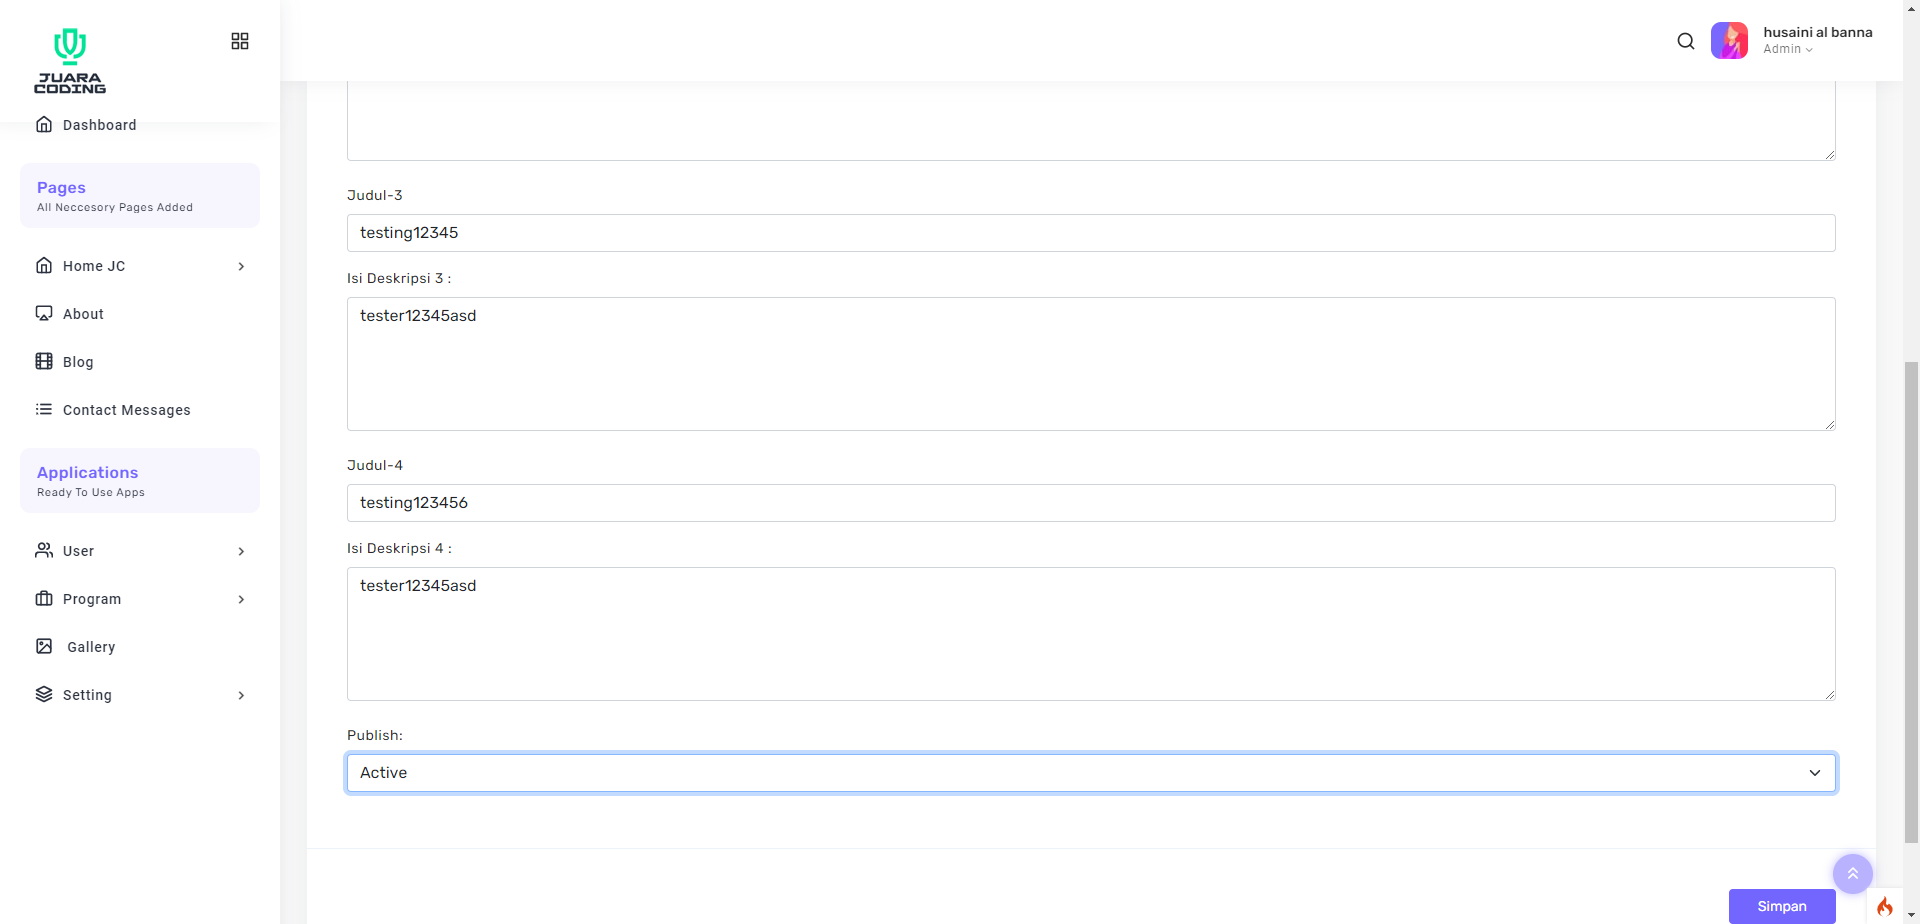 JUARA
CODING
husaini al banna
Admin
Dashboard
Pages
All Neccesory Pages Added
Home JC
About
Blog
Contact Messages
Applications
Ready To Use Apps
User
Program
Gallery
Setting
Judul-3
testing12345
Isi Deskripsi 3 :
tester12345asd
Judul-4
testing123456
Isi Deskripsi 4 :
tester12345asd
Publish:
Active
Simpan